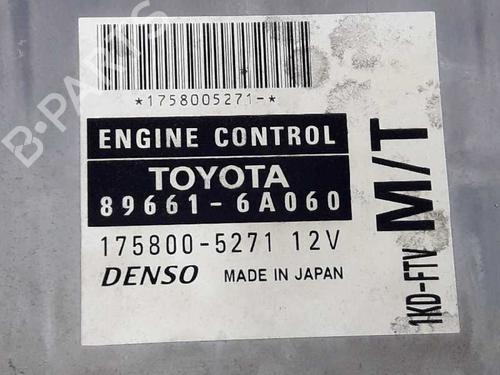 *1758005271-*
ENGINE CONTROL
TOYOTA
89661-6A060
175800-5271 12V
DENSO MADE IN JAPAN
1KD-FTV M/T
B-PARTS